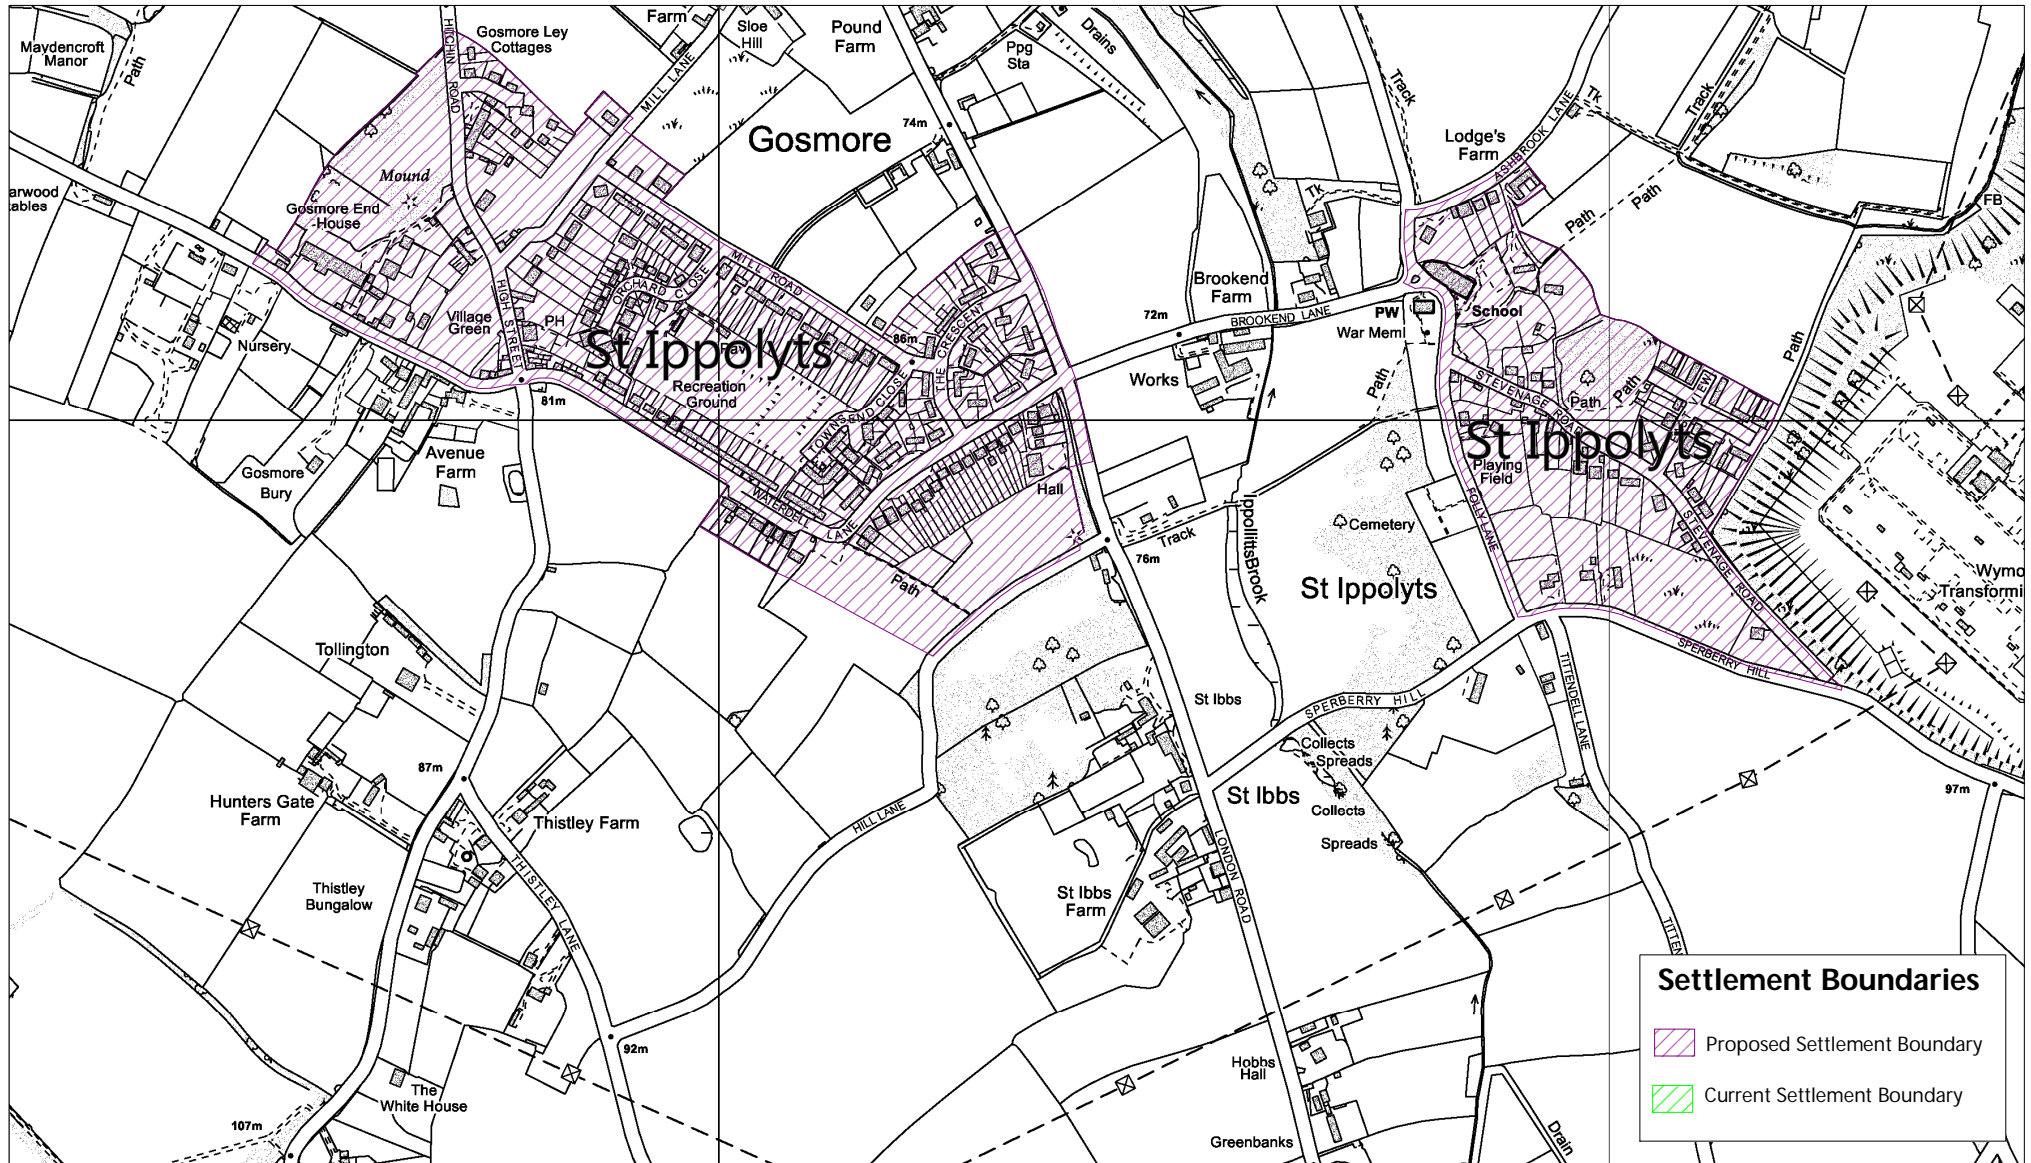 Maydencroft
Manor
Path
HITCHIN ROAD
Gosmore Ley
Cottages
Farm
MILL LANE
Sloe
Hill
Pound
Farm
Ppg
Sta
Drains
Track
Tk
Track
Lodge's
Farm
ASHBROOK LANE
74m
Gosmore
Mound
Gosmore End
House
arwood
tables
Tk
Path
Path
FB
Brookend
Farm
MILL ROAD
ORCHARD CLOSE
HIGH STREET
Village
Green
PH
Nursery
St Ippolyts
Pav
86m
THE CRESCENT
72m
BROOKEND LANE
PW
War Meml
School
Path
Works
Recreation
Ground
81m
TOWNSEND CLOSE
Path
STEVENAGE ROAD
Path
Path
St Ippolyts
Playing
Field
Avenue
Farm
Gosmore
Bury
Hall
WATERDELL
LANE
Path
Track
76m
IppollittsBrook
Cemetery
FOLLY LANE
STEVENAGE ROAD
St Ippolyts
Wymo
Transformi
Tollington
St Ibbs
SPERBERRY HILL
SPERBERRY HILL
TITTENDELL LANE
Collects
Spreads
87m
Hunters Gate
Farm
Thistley Farm
HILL LANE
St Ibbs
Collects
Spreads
97m
LONDON ROAD
Thistley
Bungalow
THISTLEY LANE
St Ibbs
Farm
TITTEN
92m
Hobbs
Hall
The
White House
107m
Greenbanks
Drain
Settlement Boundaries
Proposed Settlement Boundary
Current Settlement Boundary